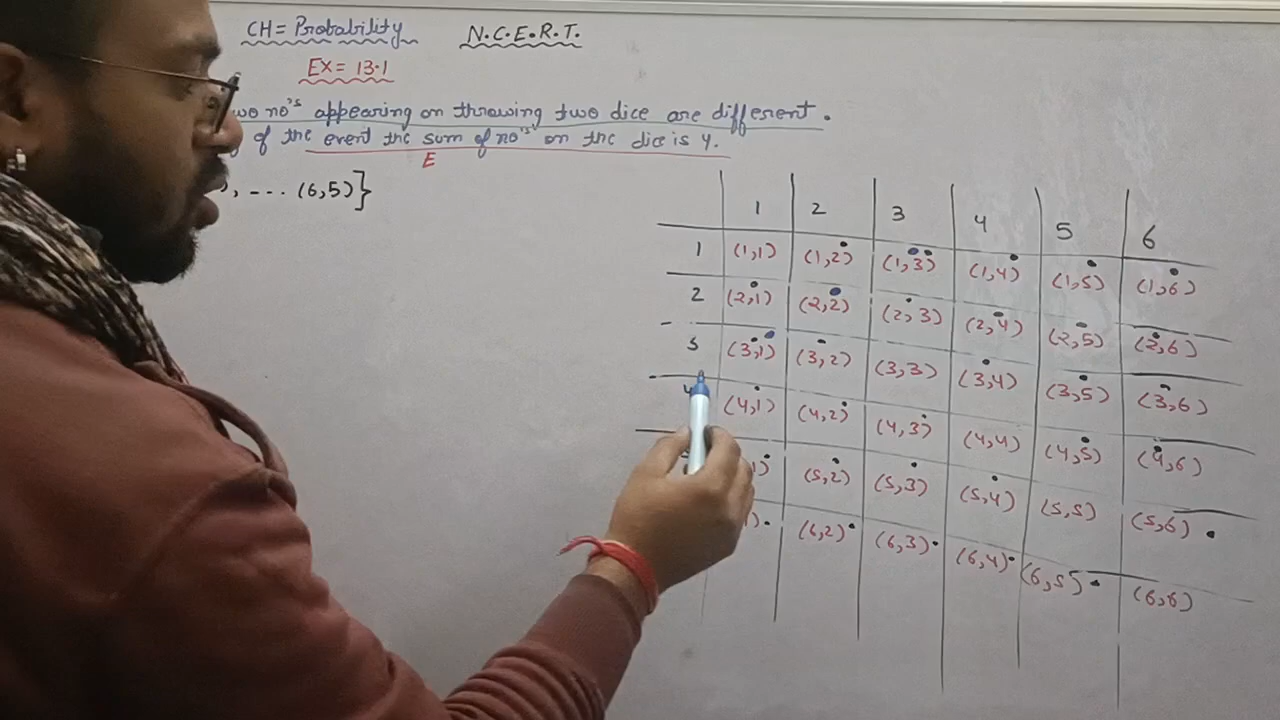 CH = Probability N.C.E.R.T.
EX = 13.1
no's appearing on throwing two dice are different.
of the event the sum of no's on the dice is 4.
E
, --- (6,5)}
1 2 3 4 5 6
1 (1,1) (1,2) (1,3) (1,4) (1,5) (1,6)
2 (2,1) (2,2) (2,3) (2,4) (2,5) (2,6)
3 (3,1) (3,2) (3,3) (3,4) (3,5) (3,6)
4 (4,1) (4,2) (4,3) (4,4) (4,5) (4,6)
1) (5,2) (5,3) (5,4) (5,5) (5,6)
1) (6,2) (6,3) (6,4) (6,5) (6,6)